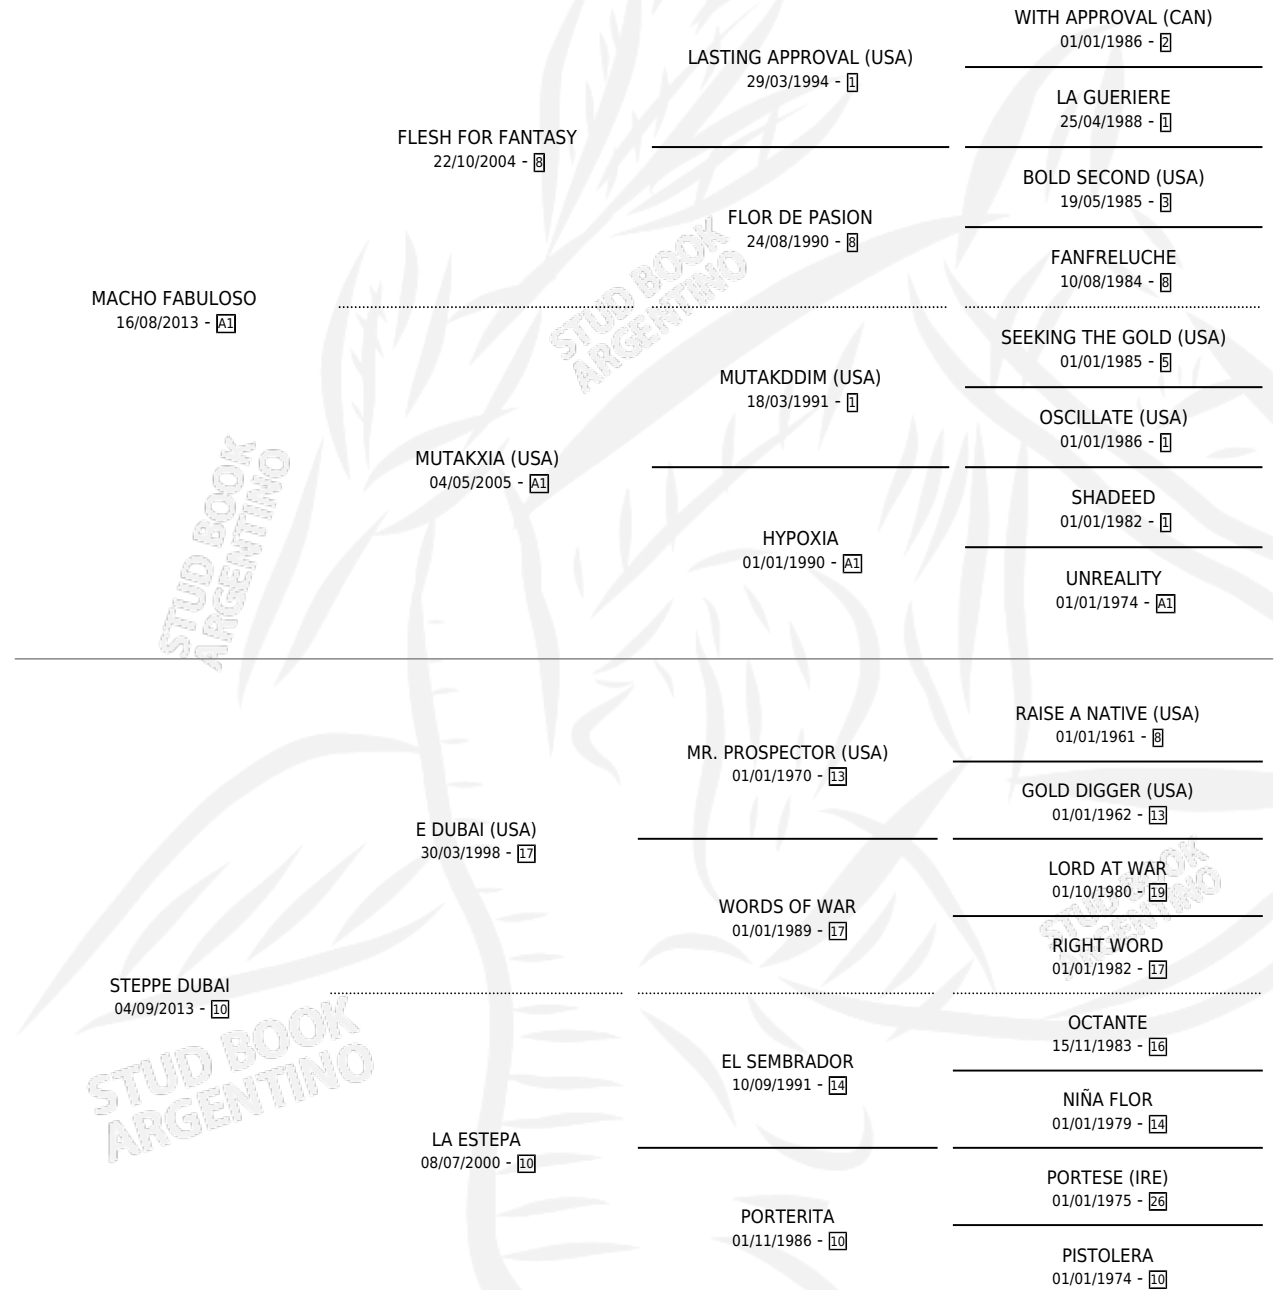 WITH APPROVAL (CAN)
01/01/1986 - 2
LASTING APPROVAL (USA)
29/03/1994 - 1
LA GUERIERE
25/04/1988 - 1
FLESH FOR FANTASY
22/10/2004 - 8
BOLD SECOND (USA)
19/05/1985 - 3
FLOR DE PASION
24/08/1990 - 8
FANFRELUCHE
10/08/1984 - 8
MACHO FABULOSO
16/08/2013 - A1
SEEKING THE GOLD (USA)
01/01/1985 - 5
MUTAKDDIM (USA)
18/03/1991 - 1
OSCILLATE (USA)
01/01/1986 - 1
MUTAKXIA (USA)
04/05/2005 - A1
SHADEED
01/01/1982 - 1
HYPOXIA
01/01/1990 - A1
UNREALITY
01/01/1974 - A1
RAISE A NATIVE (USA)
01/01/1961 - 8
MR. PROSPECTOR (USA)
01/01/1970 - 13
GOLD DIGGER (USA)
01/01/1962 - 13
E DUBAI (USA)
30/03/1998 - 17
LORD AT WAR
01/10/1980 - 19
WORDS OF WAR
01/01/1989 - 17
RIGHT WORD
01/01/1982 - 17
STEPPE DUBAI
04/09/2013 - 10
OCTANTE
15/11/1983 - 16
EL SEMBRADOR
10/09/1991 - 14
NIÑA FLOR
01/01/1979 - 14
LA ESTEPA
08/07/2000 - 10
PORTESE (IRE)
01/01/1975 - 26
PORTERITA
01/11/1986 - 10
PISTOLERA
01/01/1974 - 10
STUD BOOK
ARGENTINO
STUD BOOK
ARGENTINO
STUD BOOK
ARGENTINO
STUD BOOK
ARGENTINO